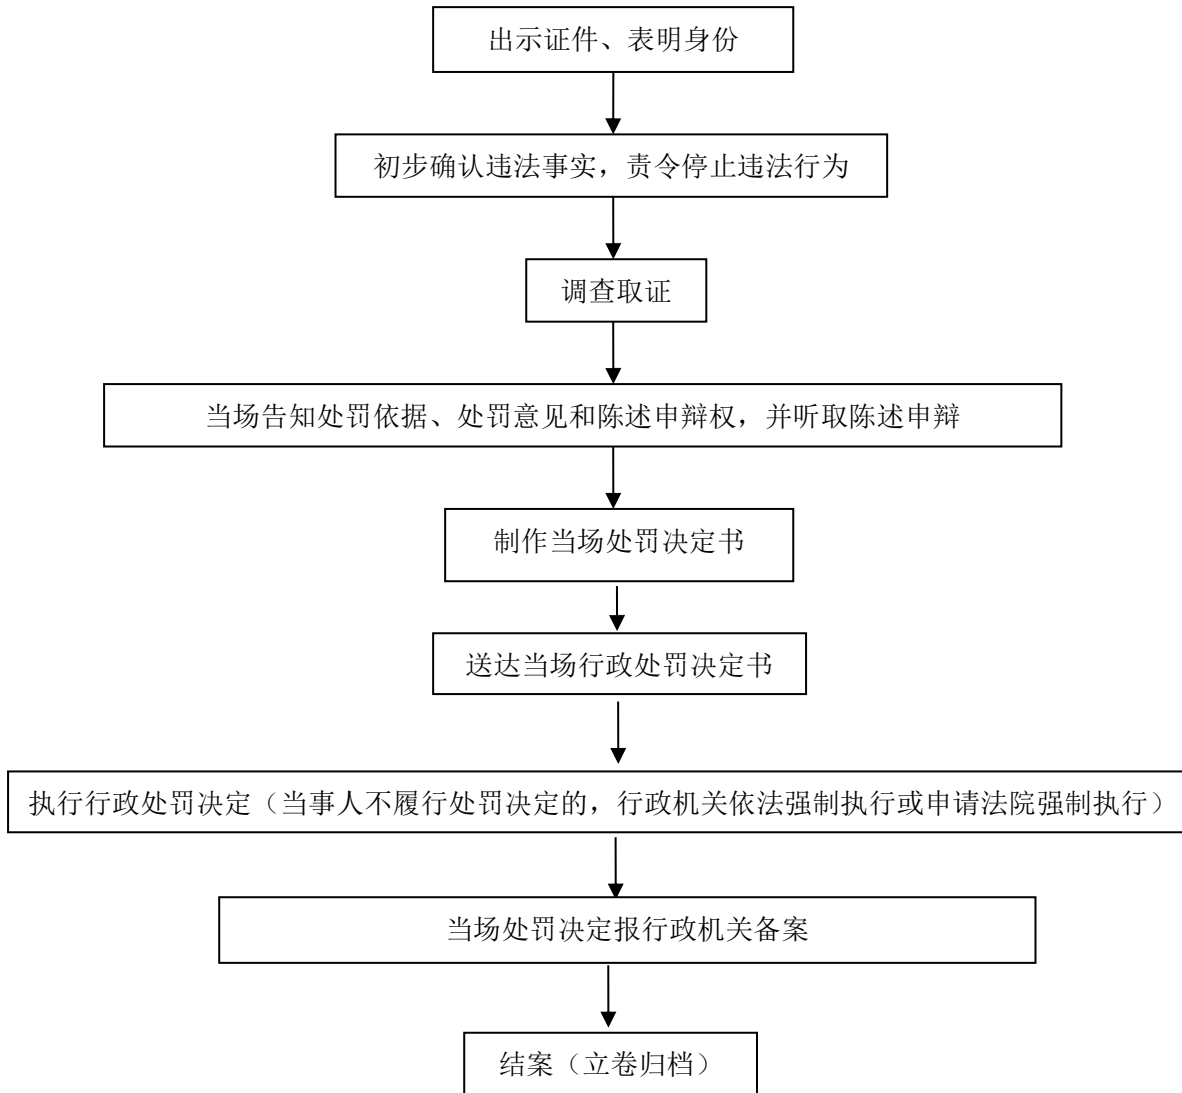 出示证件、表明身份
初步确认违法事实，责令停止违法行为
调查取证
当场告知处罚依据、处罚意见和陈述申辩权，并听取陈述申辩
制作当场处罚决定书
送达当场行政处罚决定书
执行行政处罚决定（当事人不履行处罚决定的，行政机关依法强制执行或申请法院强制执行）
当场处罚决定报行政机关备案
结案（立卷归档）